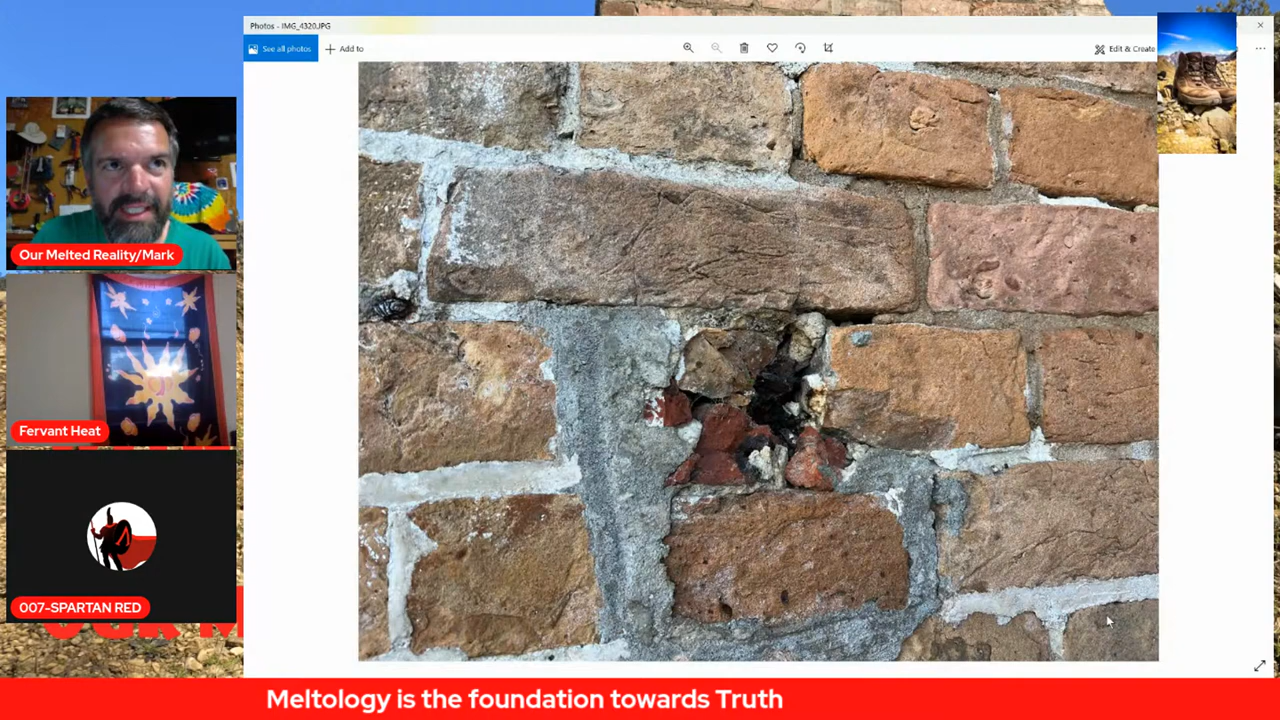 Photos - IMG_4320.JPG
See all photos
Add to
Edit & Create
Our Melted Reality/Mark
Fervant Heat
007-SPARTAN RED
Meltology is the foundation towards Truth